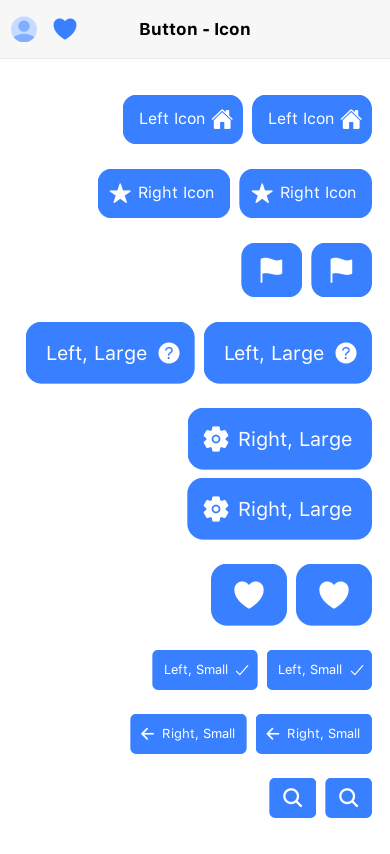 Button - Icon
Left Icon Left Icon
Right Icon Right Icon
Left, Large Left, Large
Right, Large
Right, Large
Left, Small Left, Small
Right, Small Right, Small